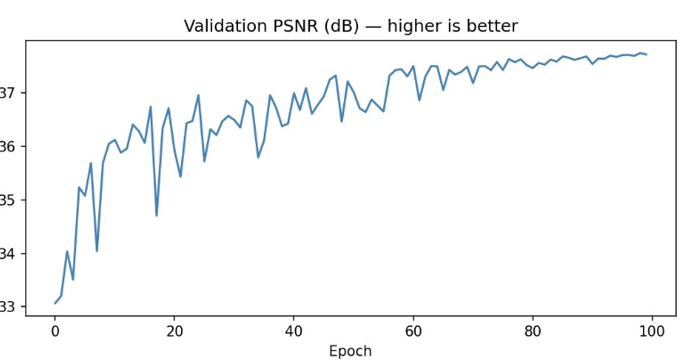 Validation PSNR (dB) — higher is better
37
36
35
34
33
0 20 40 60 80 100
Epoch